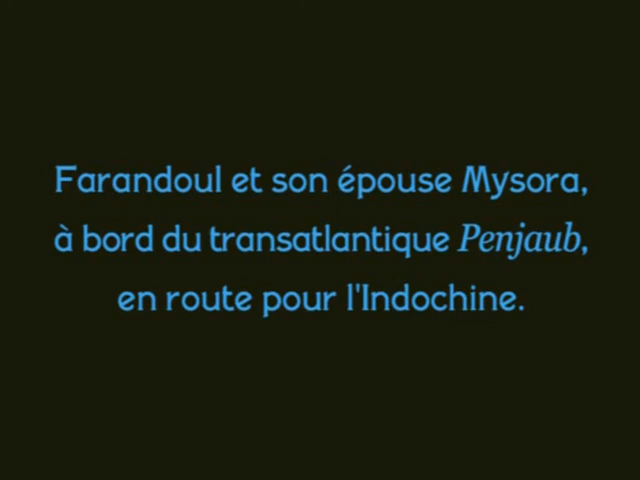 Farandoul et son épouse Mysora,
à bord du transatlantique Penjaub,
en route pour l'Indochine.